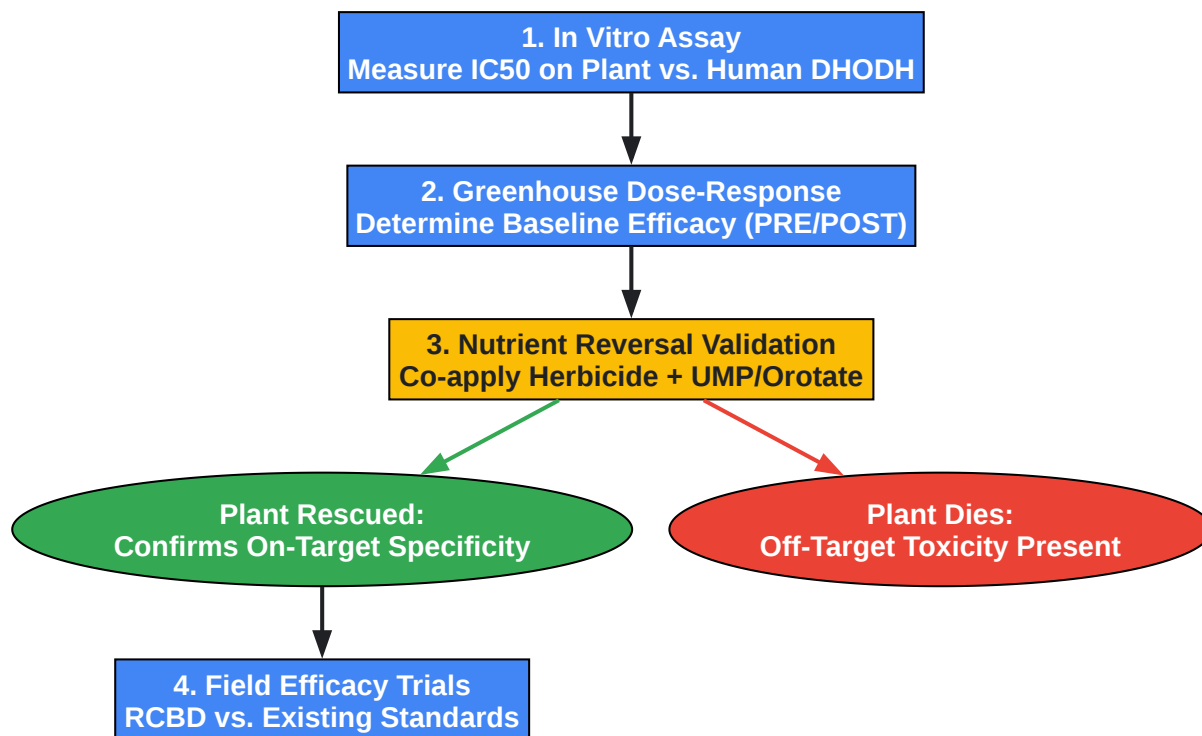 1. In Vitro Assay
Measure IC50 on Plant vs. Human DHODH
2. Greenhouse Dose-Response
Determine Baseline Efficacy (PRE/POST)
3. Nutrient Reversal Validation
Co-apply Herbicide + UMP/Orotate
Plant Rescued:
Confirms On-Target Specificity
Plant Dies:
Off-Target Toxicity Present
4. Field Efficacy Trials
RCBD vs. Existing Standards